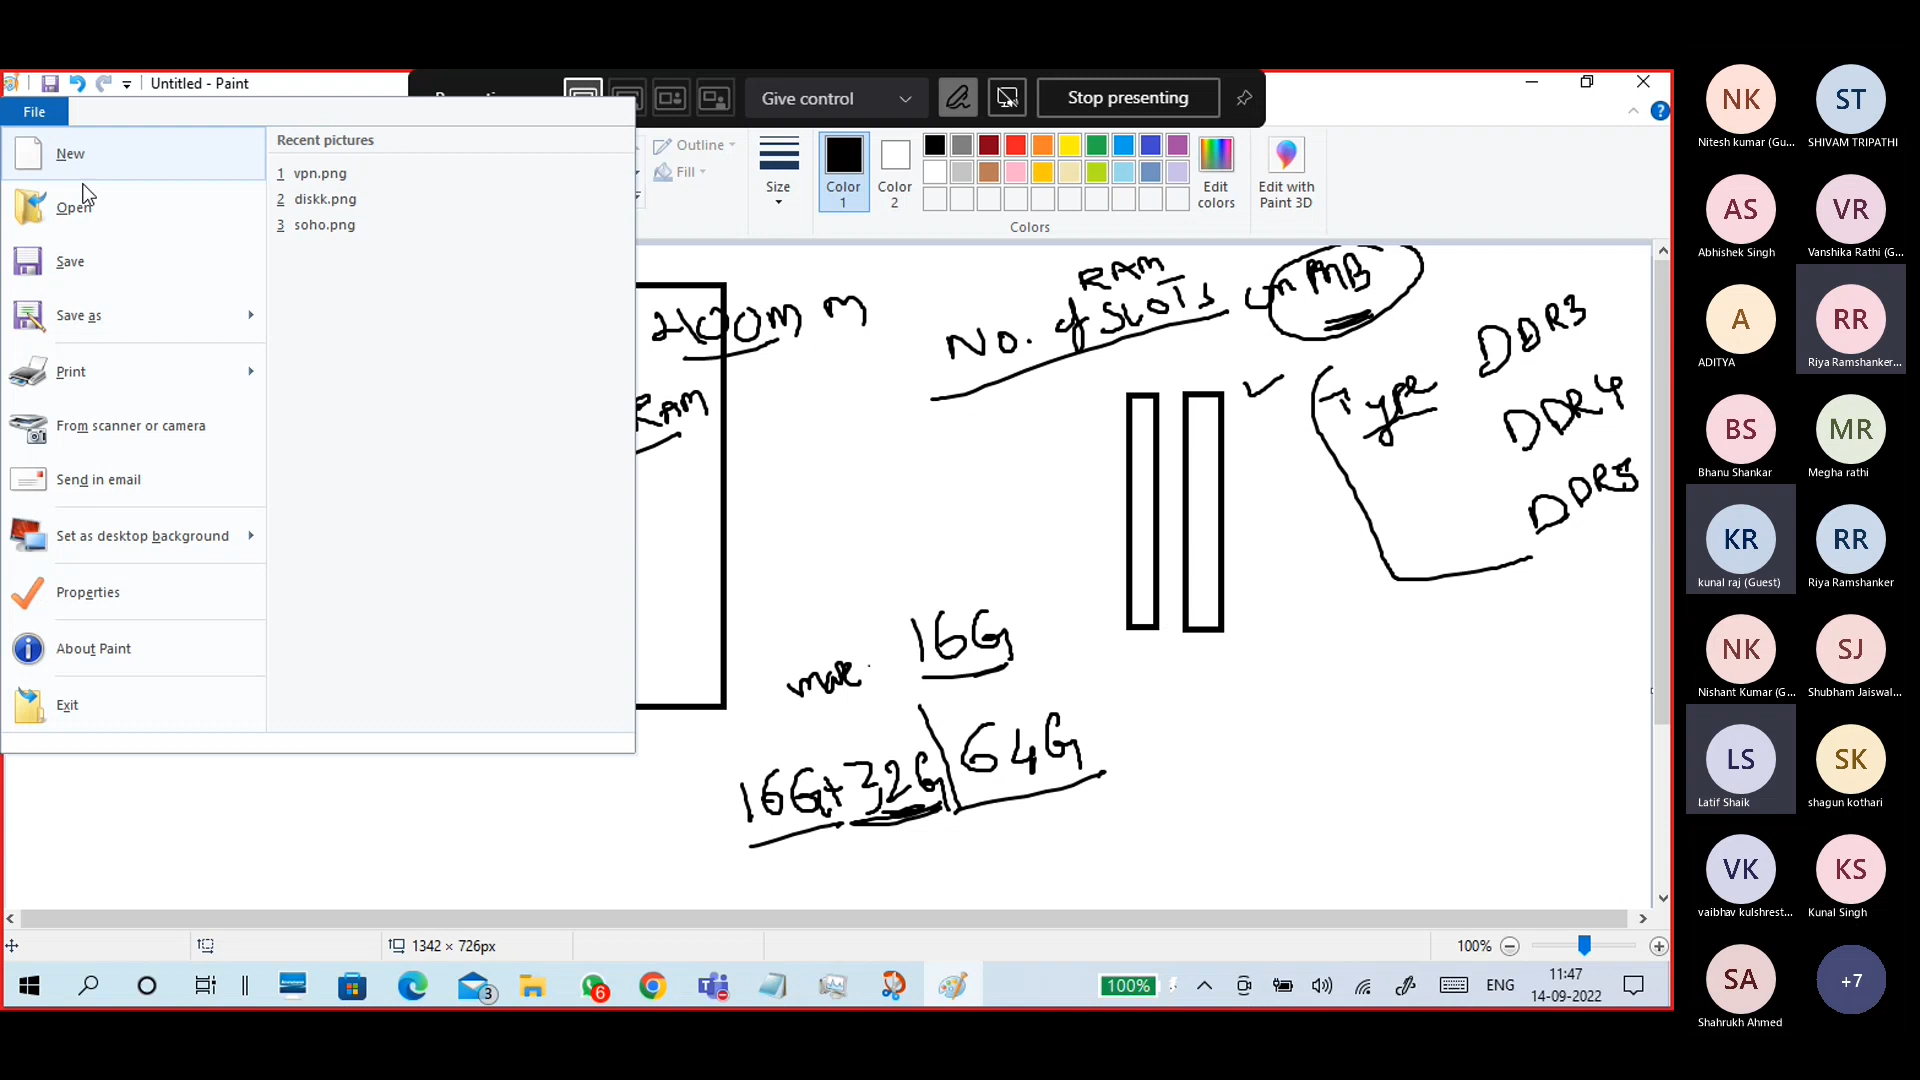 Untitled - Paint
Give control
Stop presenting
File
New
Open
Save
Save as
Print
From scanner or camera
Send in email
Set as desktop background
Properties
About Paint
Exit
Recent pictures
1 vpn.png
2 diskk.png
3 soho.png
Outline
Fill
Size
Color 1
Color 2
Edit colors
Edit with Paint 3D
Colors
RAM
No. of SLOTS on MB
RAM
Type
DDR3
DDR4
DDR5
16G
16G+32G
64G
1342 × 726px
100%
100%
3
6
ENG
11:47
14-09-2022
NK
Nitesh kumar (Gu...
ST
SHIVAM TRIPATHI
AS
Abhishek Singh
VR
Vanshika Rathi (G...
A
ADITYA
RR
Riya Ramshanker...
BS
Bhanu Shankar
MR
Megha rathi
KR
kunal raj (Guest)
RR
Riya Ramshanker
NK
Nishant Kumar (G...
SJ
Shubham Jaiswal...
LS
Latif Shaik
SK
shagun kothari
VK
vaibhav kulshrest...
KS
Kunal Singh
SA
Shahrukh Ahmed
+7